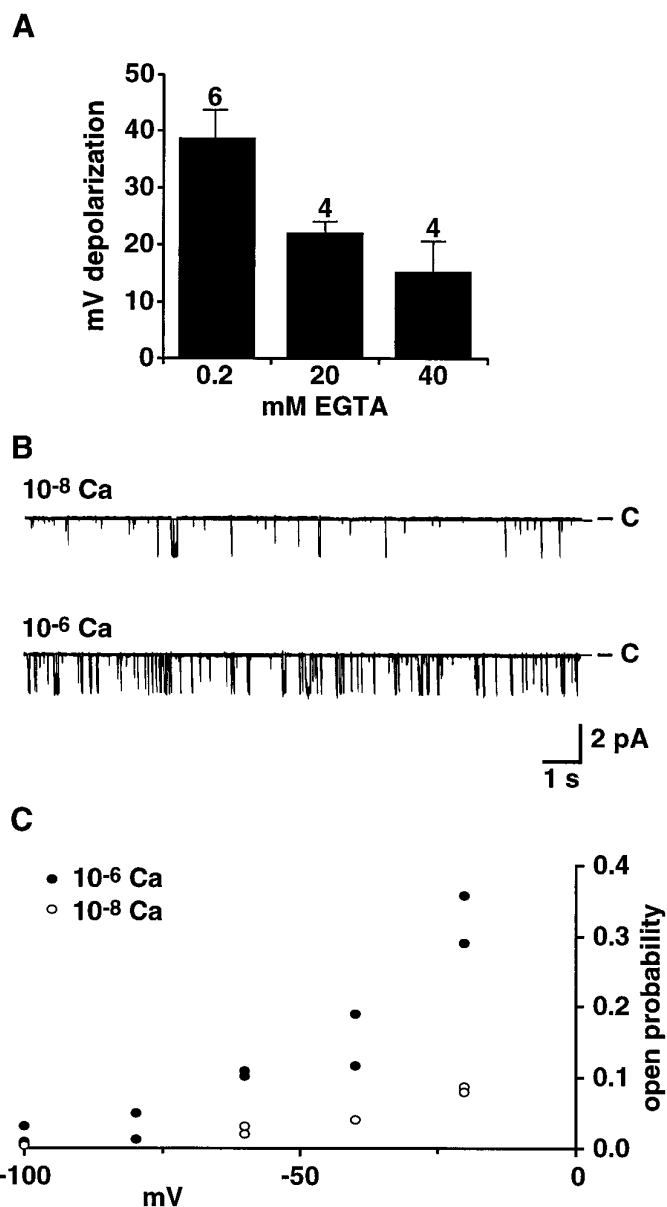 A
mV depolarization
50
40
30
20
10
0
6
4
4
0.2 20 40
mM EGTA
B
10-8 Ca
C
10-6 Ca
C
2 pA
1 s
C
10-6 Ca
10-8 Ca
0.4
0.3
0.2
0.1
0.0
open probability
-100 -50 0
mV